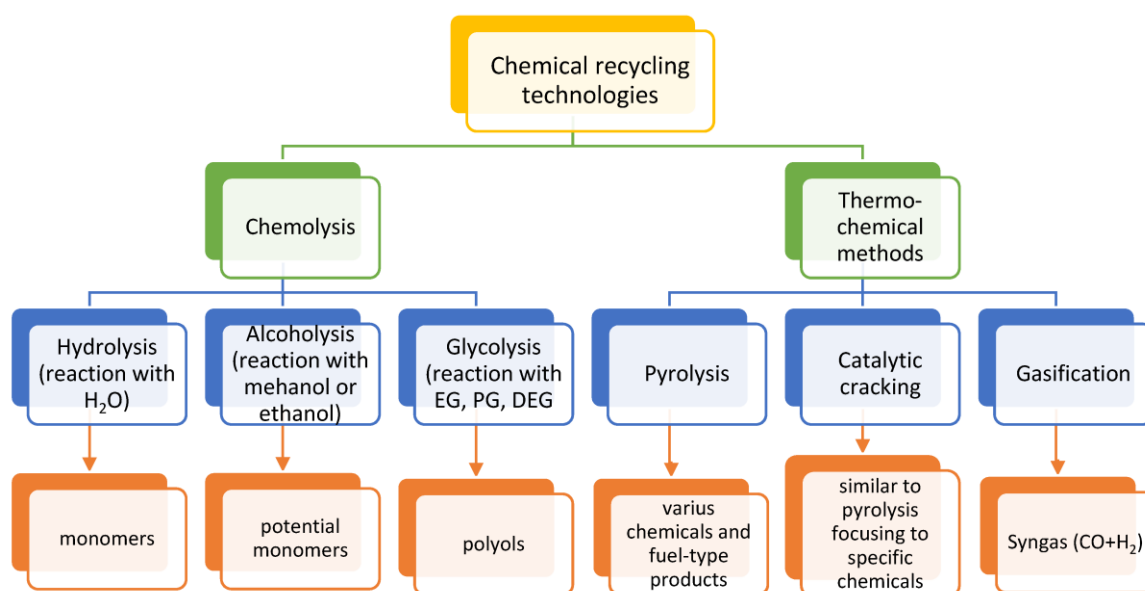 Chemical recycling
technologies
Chemolysis
Thermo-
chemical
methods
Hydrolysis
(reaction with
H₂O)
Alcoholysis
(reaction with
mehanol or
ethanol)
Glycolysis
(reaction with
EG, PG, DEG
Pyrolysis
Catalytic
cracking
Gasification
monomers
potential
monomers
polyols
varius
chemicals and
fuel-type
products
similar to
pyrolysis
focusing to
specific
chemicals
Syngas (CO+H₂)